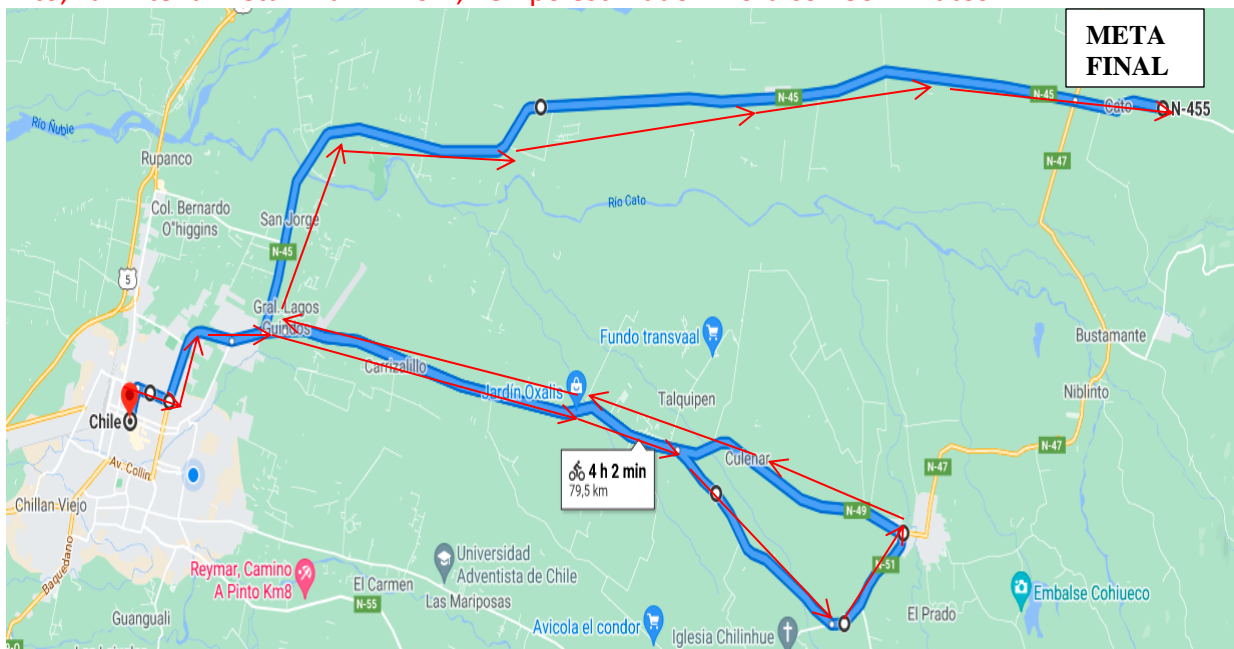 META
FINAL
N-45
N-45
Cato
N-455
Río Ñuble
Rupanco
N-47
Río Cato
Col. Bernardo
O"higgins
San Jorge
N-45
5
Gral. Lagos
Guindos
Fundo transvaal
Bustamante
Carrizalillo
Jardín Oxalis
Talquipen
Niblinto
Chile
4 h 2 min
79,5 km
Culenar
N-47
N-47
Av. Collin
Chillan Viejo
N-49
Baquedano
Universidad
Adventista de Chile
N-51
Reymar, Camino
A Pinto Km8
El Carmen
Las Mariposas
N-55
Embalse Cohiueco
El Prado
Guanguali
Avicola el condor
Iglesia Chilinhue